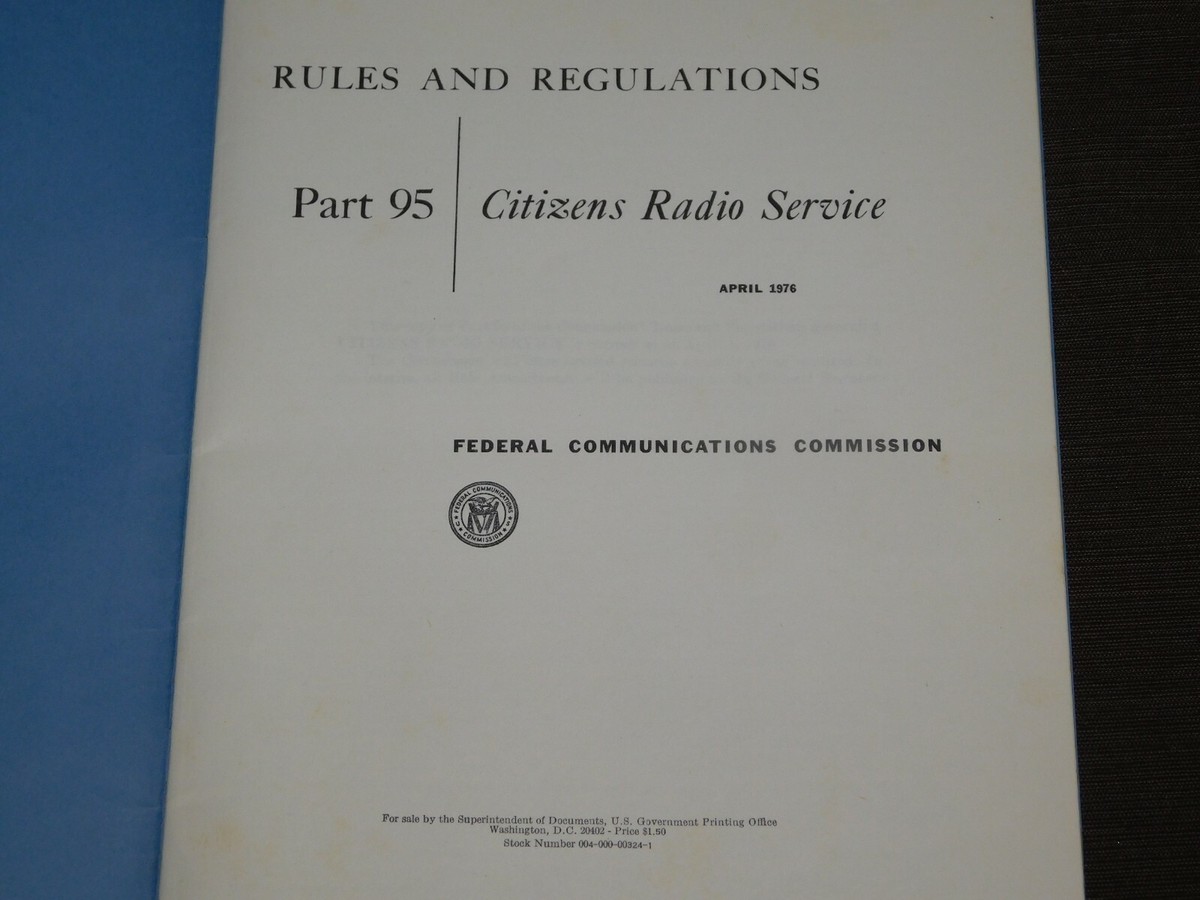 RULES AND REGULATIONS
Part 95
Citizens Radio Service
APRIL 1976
FEDERAL COMMUNICATIONS COMMISSION
FEDERAL COMMUNICATIONS
COMMISSION
For sale by the Superintendent of Documents, U.S. Government Printing Office
Washington, D.C. 20402 - Price $1.50
Stock Number 004-000-00324-1